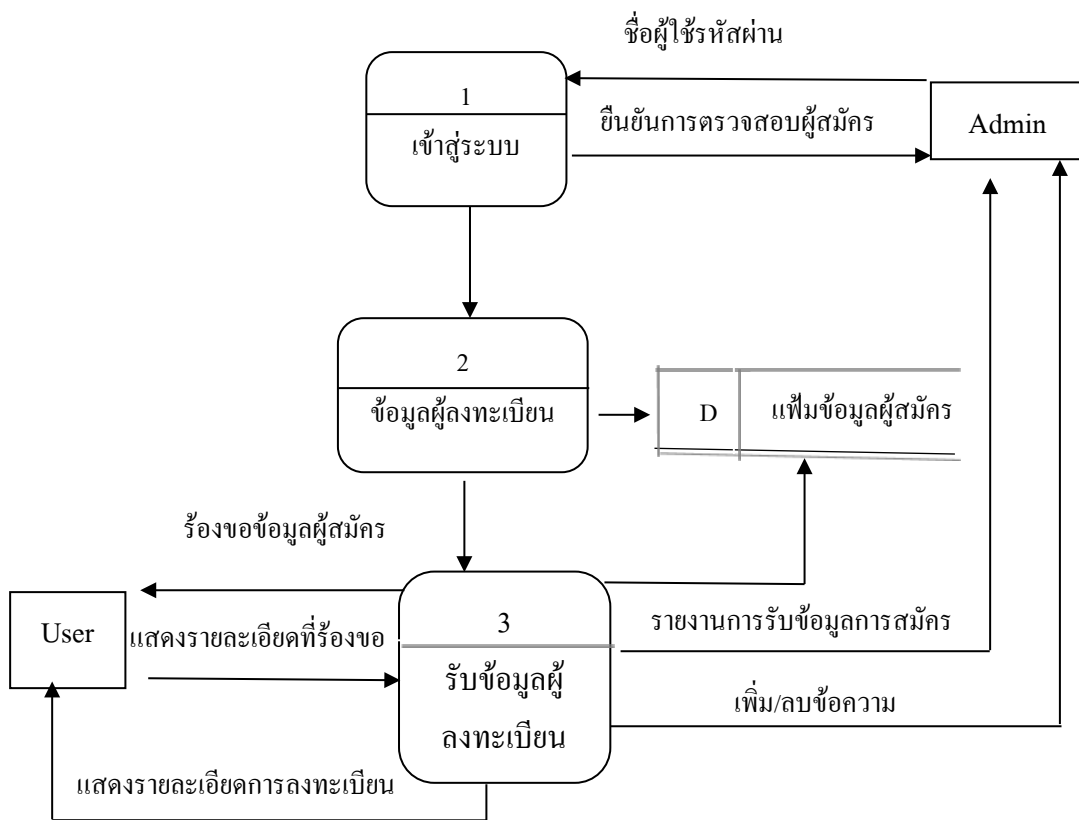 ชื่อผู้ใช้รหัสผ่าน
1
ยืนยันการตรวจสอบผู้สมัคร
Admin
เข้าสู่ระบบ
2
ข้อมูลผู้ลงทะเบียน
D
แฟ้มข้อมูลผู้สมัคร
ร้องขอข้อมูลผู้สมัคร
User
แสดงรายละเอียดที่ร้องขอ
3
รายงานการรับข้อมูลการสมัคร
รับข้อมูลผู้
ลงทะเบียน
เพิ่ม/ลบข้อความ
แสดงรายละเอียดการลงทะเบียน